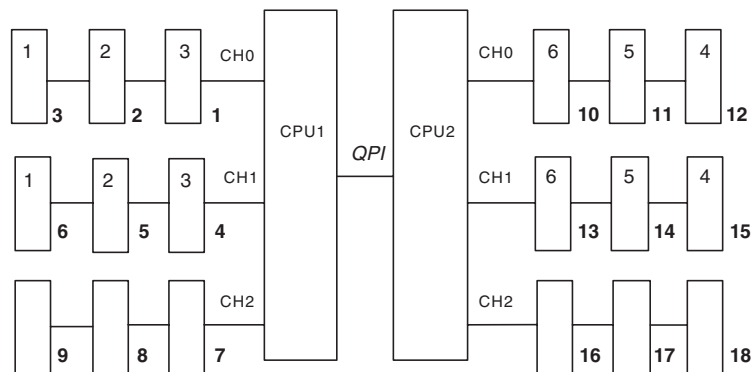 1 2 3 CH0 CH0 6 5 4
3 2 1 10 11 12
CPU1 CPU2
QPI
1 2 3 CH1 CH1 6 5 4
6 5 4 13 14 15
CH2 CH2
9 8 7 16 17 18